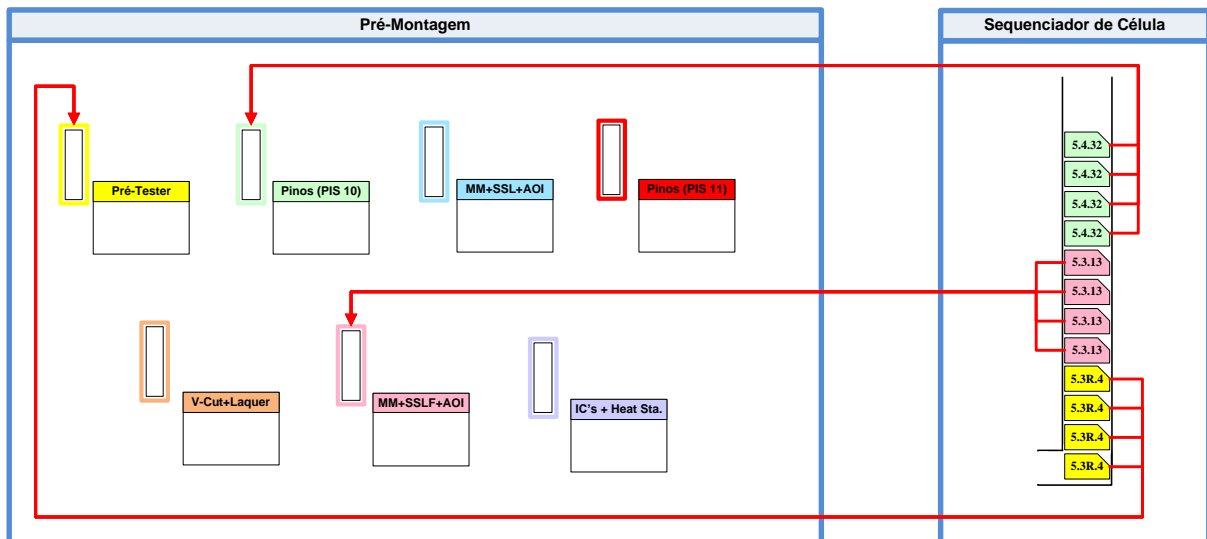 Pré-Montagem
Sequenciador de Célula
Pré-Tester
Pinos (PIS 10)
MM+SSL+AOI
Pinos (PIS 11)
V-Cut+Laquer
MM+SSLF+AOI
IC's + Heat Sta.
5.4.32
5.4.32
5.4.32
5.4.32
5.3.13
5.3.13
5.3.13
5.3.13
5.3R.4
5.3R.4
5.3R.4
5.3R.4